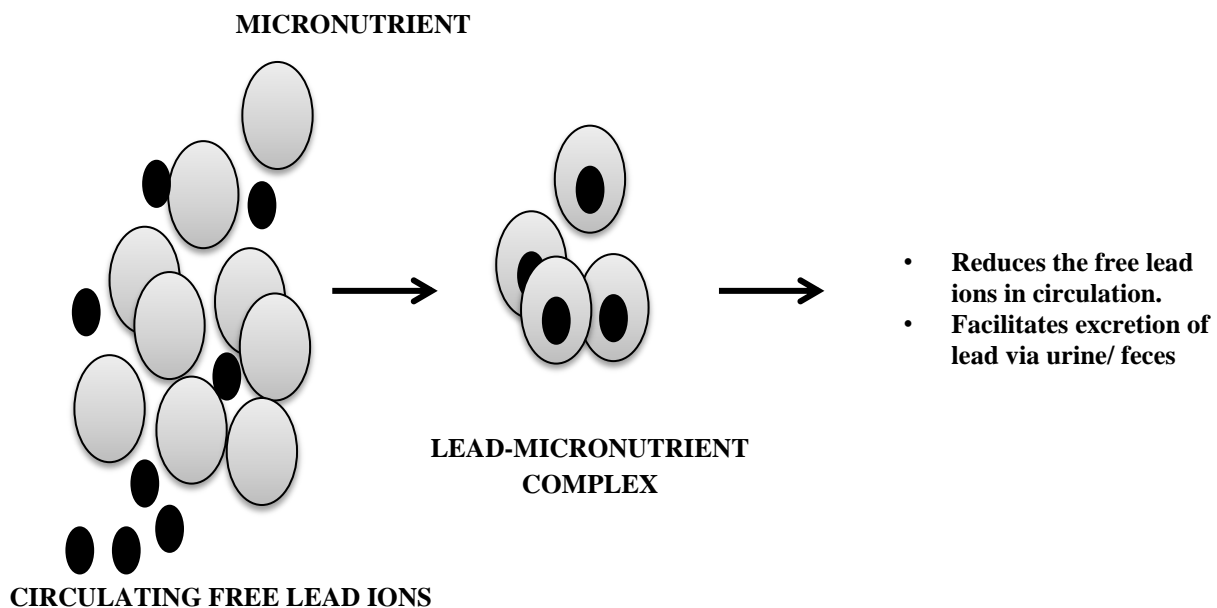 MICRONUTRIENT
• Reduces the free lead
ions in circulation.
• Facilitates excretion of
lead via urine/ feces
LEAD-MICRONUTRIENT
COMPLEX
CIRCULATING FREE LEAD IONS